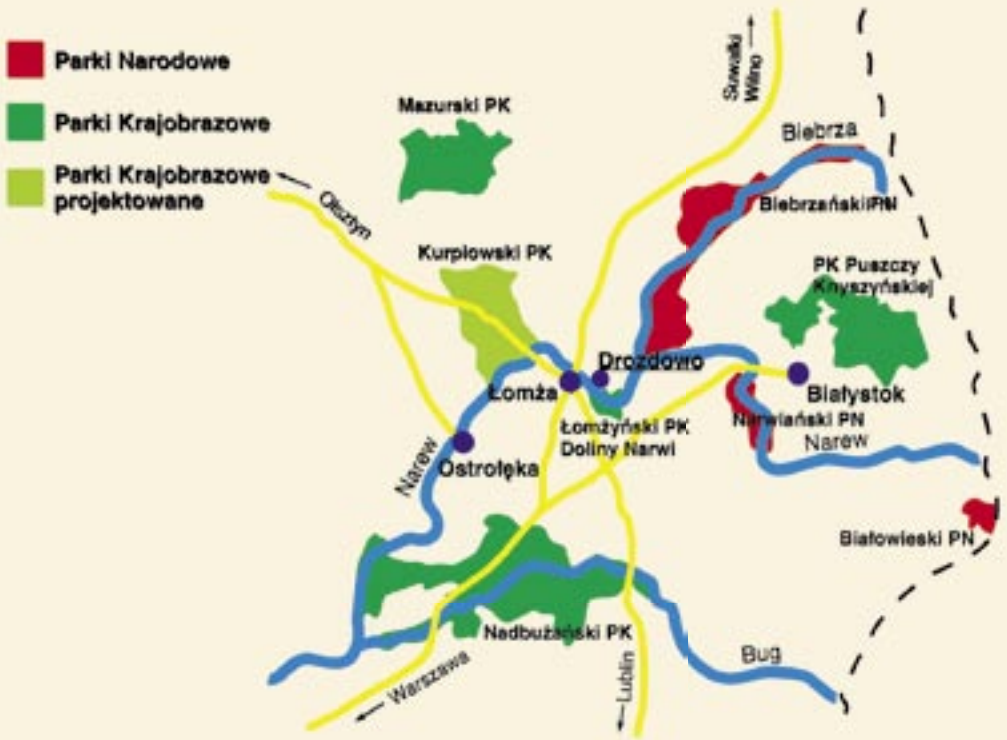 Parki Narodowe
Parki Krajobrazowe
Parki Krajobrazowe
projektowane
Mazurski PK
Suwałki
Wilno
Biebrza
Olsztyn
Biebrzański PN
Kurpiowski PK
PK Puszczy
Knyszyńskiej
Drozdowo
Łomża
Białystok
Łomżyński PK
Doliny Narwi
Narwiański PN
Narew
Narew
Ostrołęka
Białowieski PN
Nadbużański PK
Bug
Warszawa
Lublin